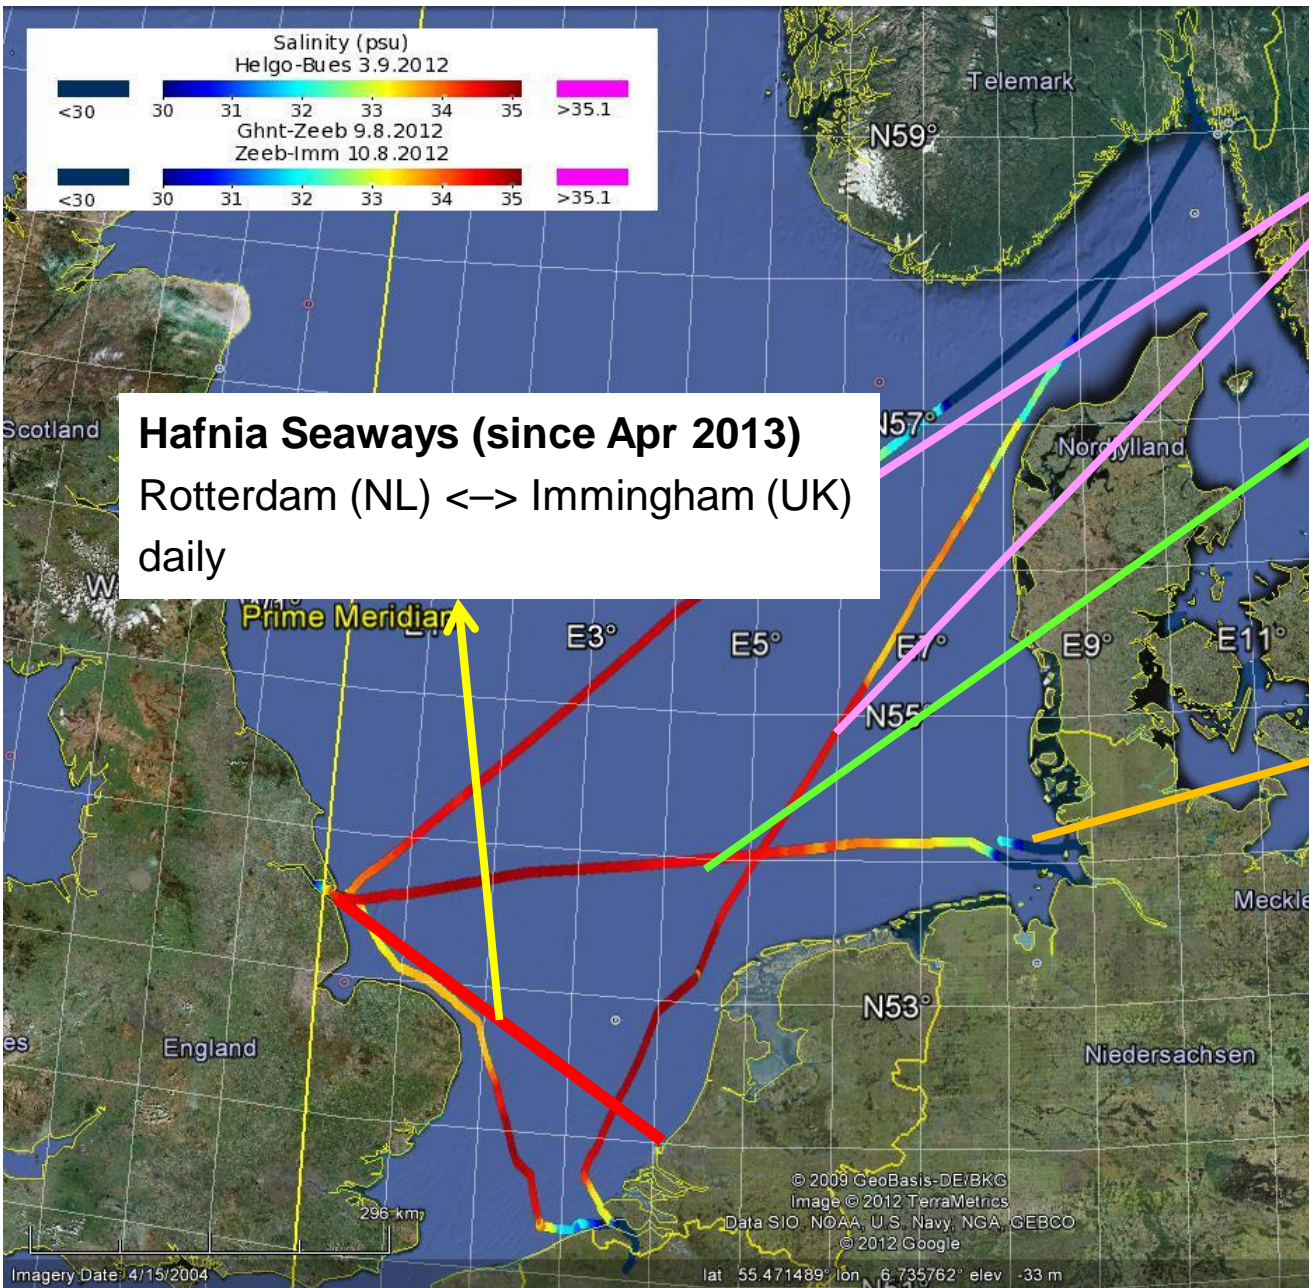 Salinity (psu)
Helgo-Bues 3.9.2012
<30 30 31 32 33 34 35 >35.1
Ghnt-Zeeb 9.8.2012
Zeeb-Imm 10.8.2012
<30 30 31 32 33 34 35 >35.1
Telemark
N59°
Scotland
N57°
Nordjylland
Hafnia Seaways (since Apr 2013)
Rotterdam (NL) <–> Immingham (UK)
daily
Prime Meridian
E3°
E5°
E7°
E9°
E11°
N55°
Meckle
N53°
es
England
Niedersachsen
© 2009 GeoBasis-DE/BKG
Image © 2012 TerraMetrics
Data SIO, NOAA, U.S. Navy, NGA, GEBCO
© 2012 Google
296 km
Imagery Date: 4/15/2004
lat 55.471489° lon 6.735762° elev -33 m